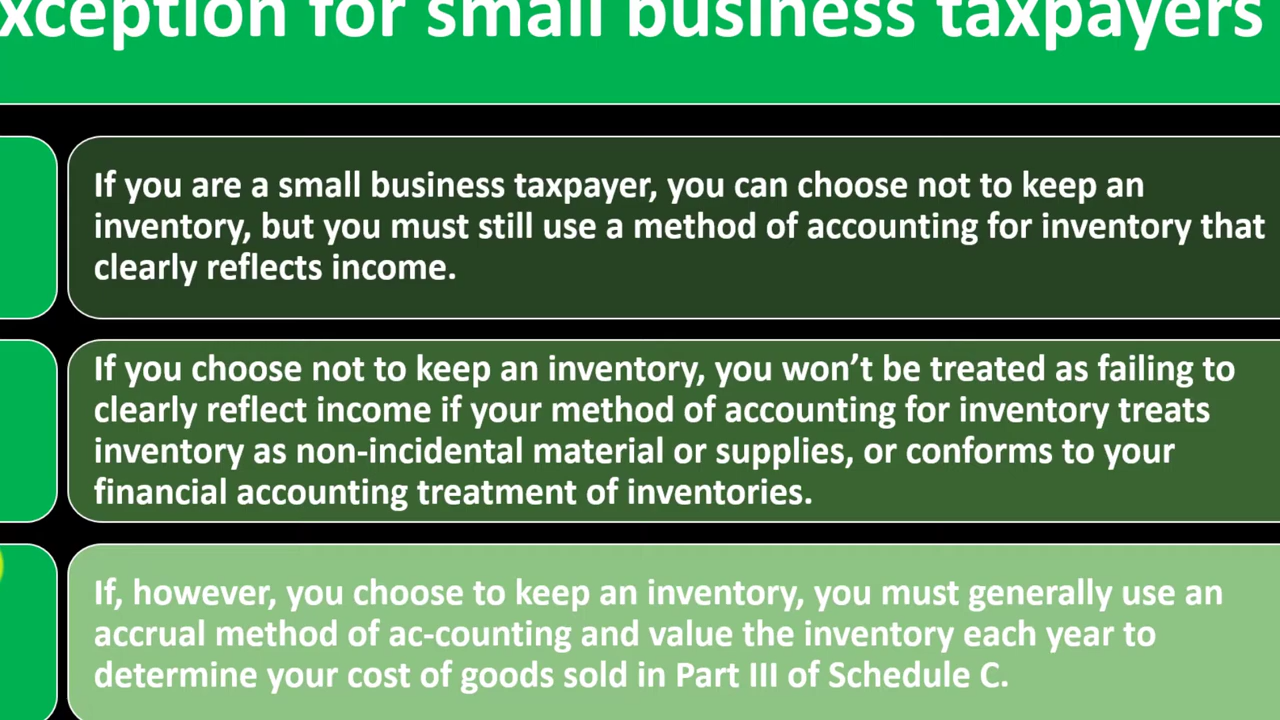 xception for small business taxpayers
If you are a small business taxpayer, you can choose not to keep an
inventory, but you must still use a method of accounting for inventory that
clearly reflects income.
If you choose not to keep an inventory, you won’t be treated as failing to
clearly reflect income if your method of accounting for inventory treats
inventory as non-incidental material or supplies, or conforms to your
financial accounting treatment of inventories.
If, however, you choose to keep an inventory, you must generally use an
accrual method of ac-counting and value the inventory each year to
determine your cost of goods sold in Part III of Schedule C.